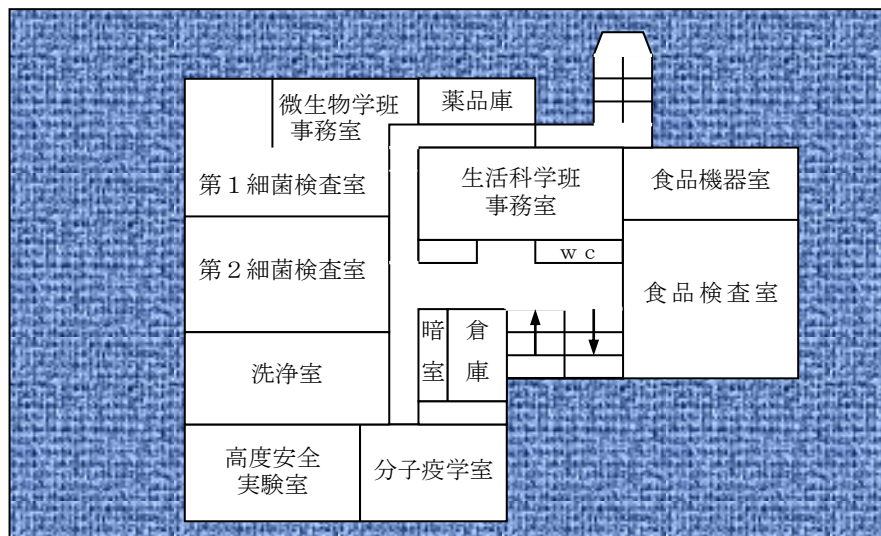 微生物学班
事務室
薬品庫
第１細菌検査室
生活科学班
事務室
食品機器室
ｗｃ
第２細菌検査室
食品検査室
暗室
倉庫
洗浄室
高度安全
実験室
分子疫学室